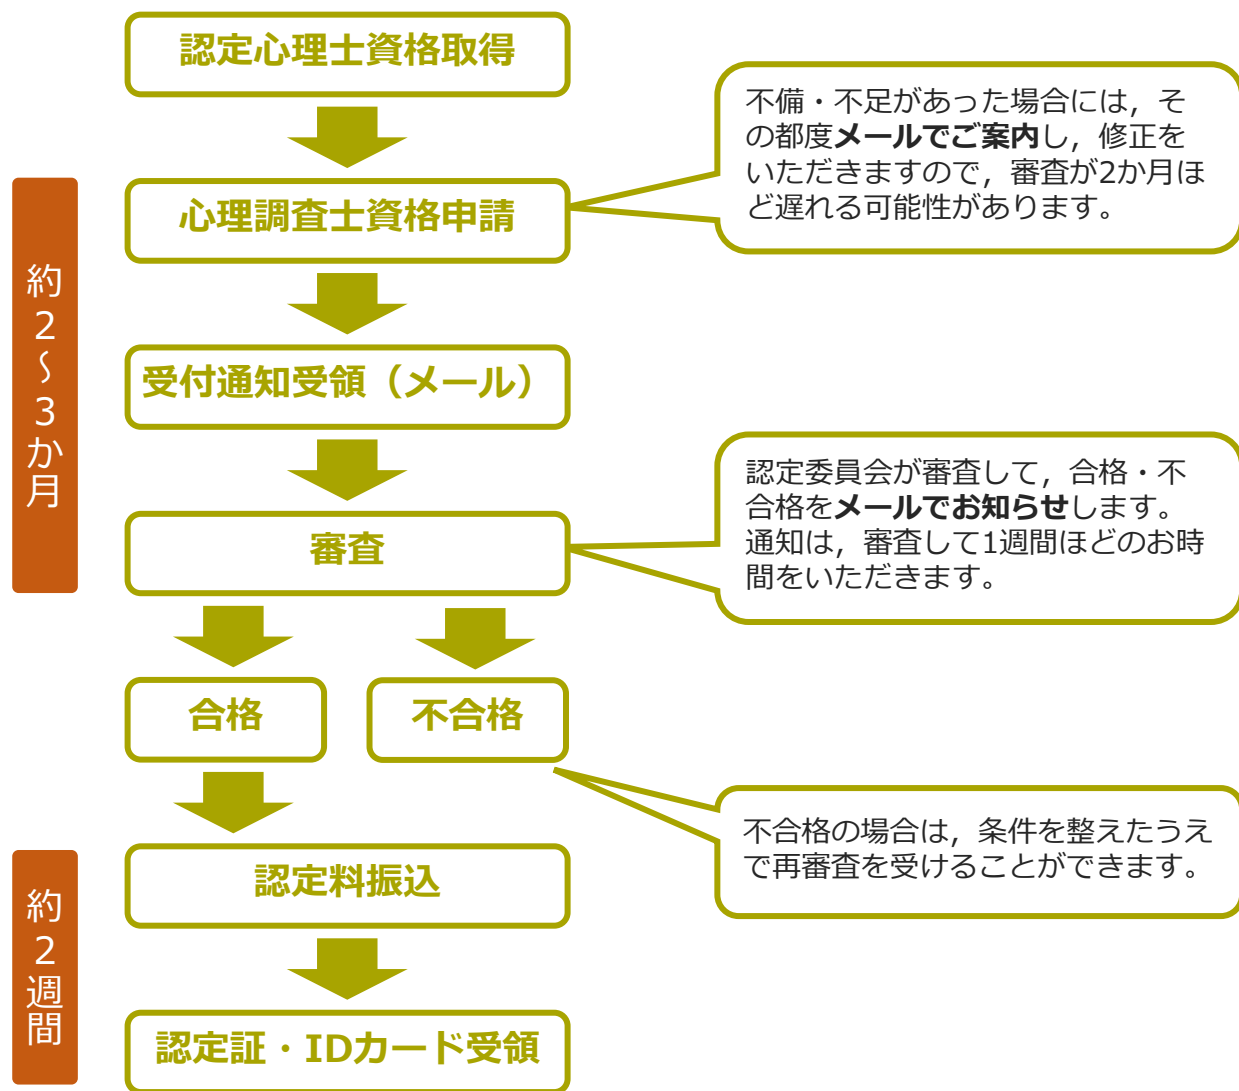 認定心理士資格取得
不備・不足があった場合には，そ
の都度メールでご案内し，修正を
いただきますので，審査が2か月ほ
ど遅れる可能性があります。
心理調査士資格申請
約2～3か月
受付通知受領（メール）
認定委員会が審査して，合格・不
合格をメールでお知らせします。
通知は，審査して1週間ほどのお時
間をいただきます。
審査
合格
不合格
不合格の場合は，条件を整えたうえ
で再審査を受けることができます。
認定料振込
約2週間
認定証・IDカード受領